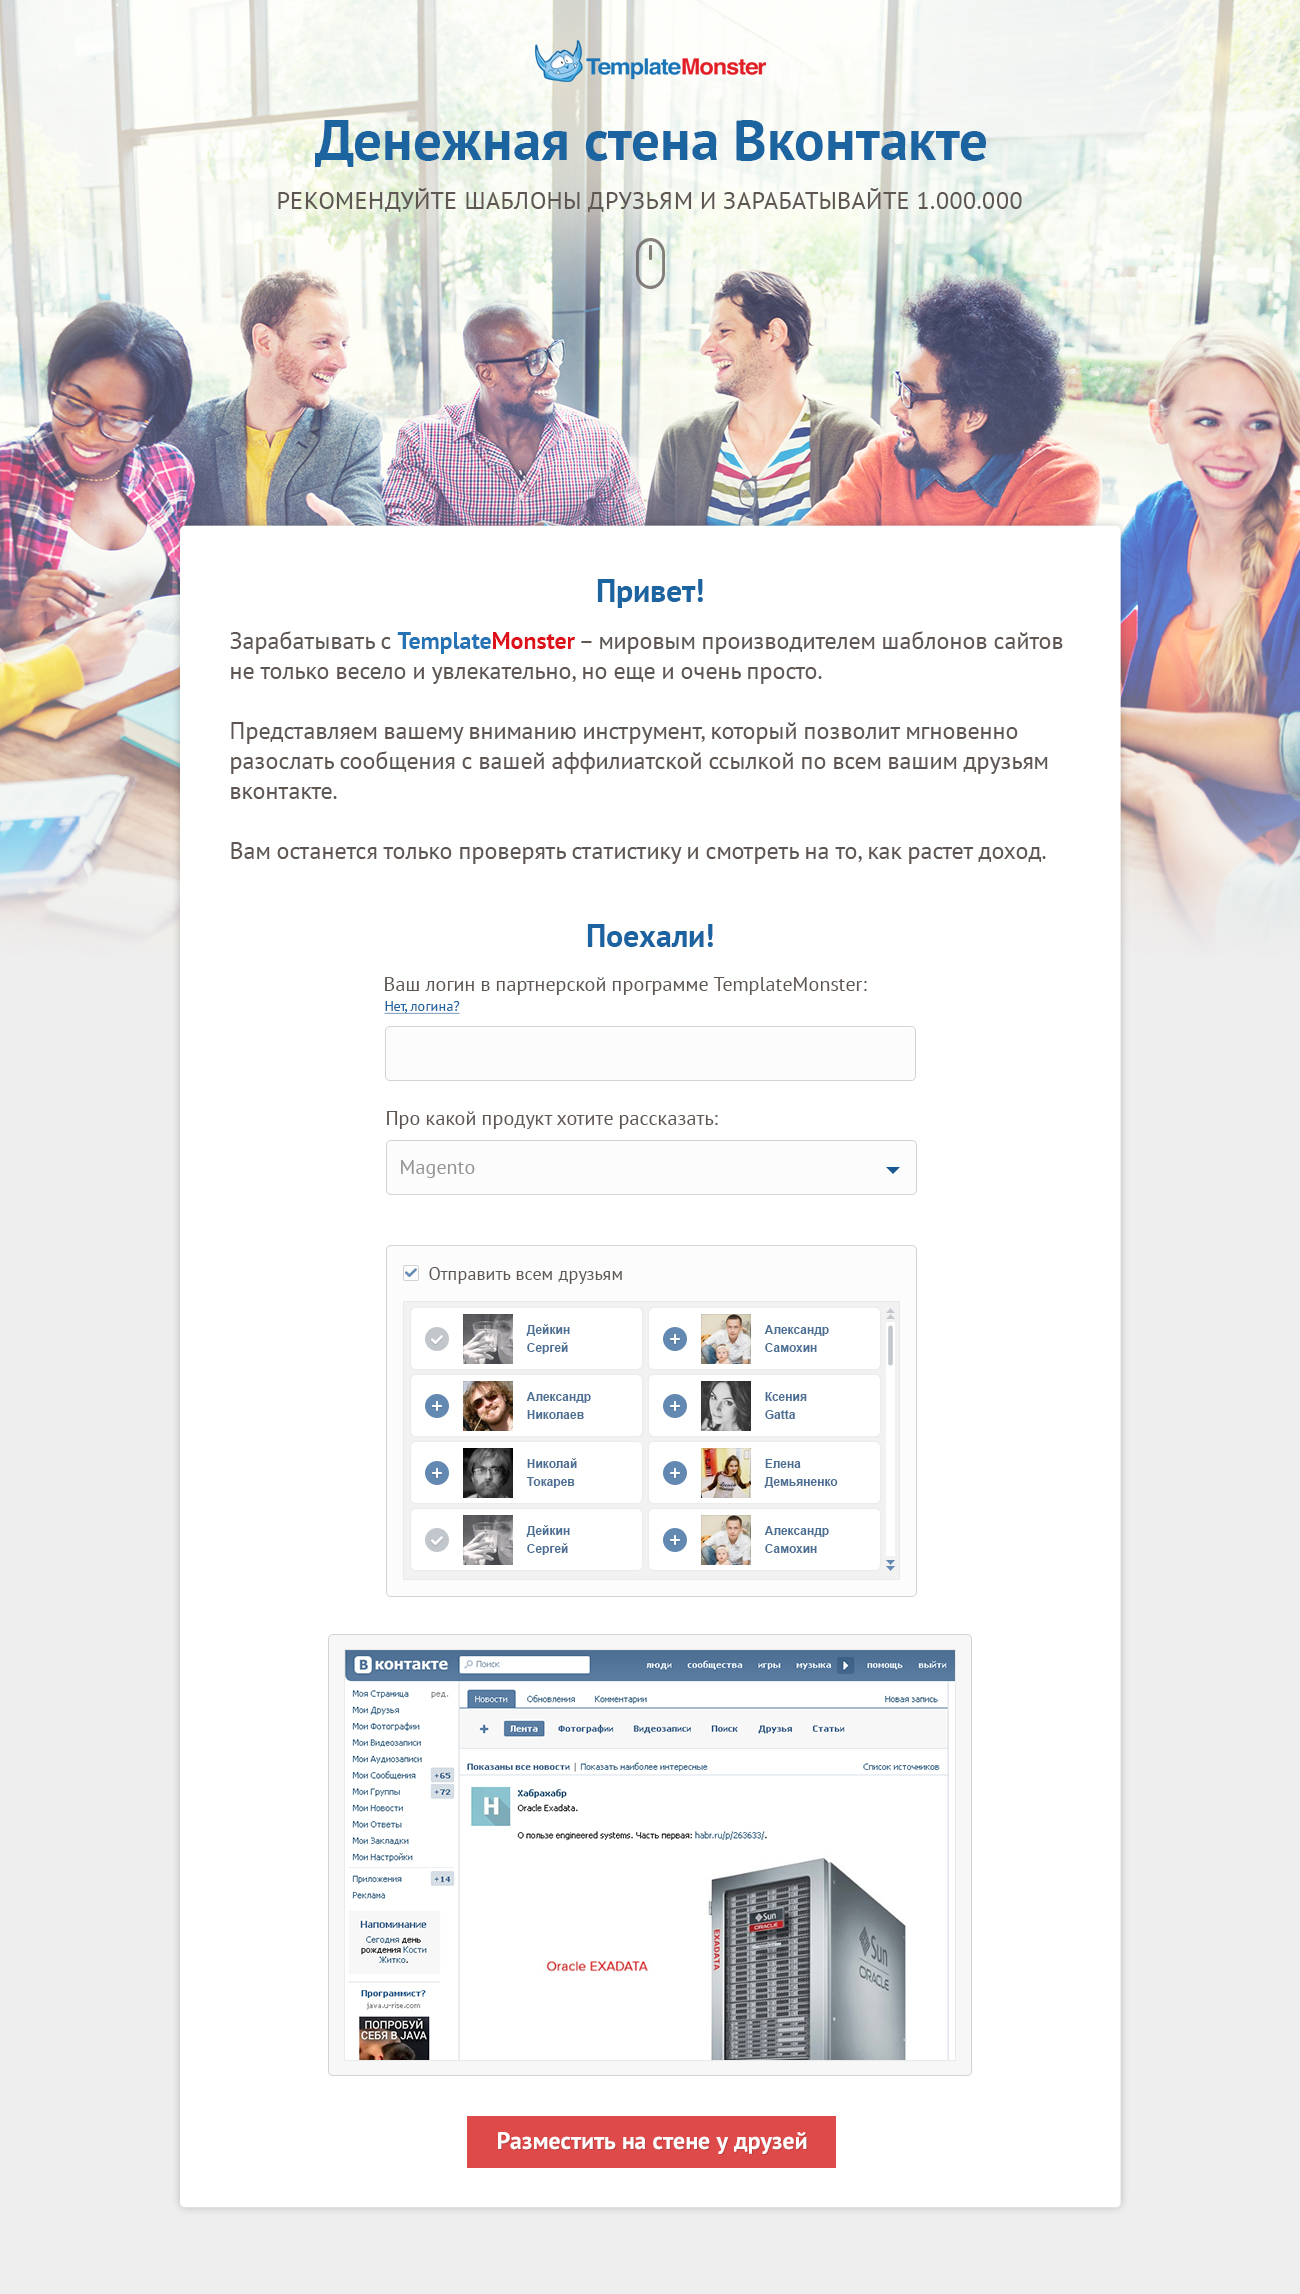 TemplateMonster
Денежная стена Вконтакте
РЕКОМЕНДУЙТЕ ШАБЛОНЫ ДРУЗЬЯМ И ЗАРАБАТЫВАЙТЕ 1.000.000
Привет!
Зарабатывать с TemplateMonster – мировым производителем шаблонов сайтов
не только весело и увлекательно, но еще и очень просто.
Представляем вашему вниманию инструмент, который позволит мгновенно
разослать сообщения с вашей аффилиатской ссылкой по всем вашим друзьям
вконтакте.
Вам останется только проверять статистику и смотреть на то, как растет доход.
Поехали!
Ваш логин в партнерской программе TemplateMonster:
Нет, логина?
Про какой продукт хотите рассказать:
Magento
Отправить всем друзьям
Дейкин
Сергей
Александр
Самохин
Александр
Николаев
Ксения
Gatta
Николай
Токарев
Елена
Демьяненко
Дейкин
Сергей
Александр
Самохин
В контакте Поиск люди сообщества игры музыка помощь выйти
Моя Страница ред.
Мои Друзья
Мои Фотографии
Мои Видеозаписи
Мои Аудиозаписи
Мои Сообщения +65
Мои Группы +72
Мои Новости
Мои Ответы
Мои Закладки
Мои Настройки
Приложения +14
Реклама
Напоминание
Сегодня день
рождения Кости
Житко.
Программист?
java.u-rise.com
ПОПРОБУЙ
СЕБЯ В JAVA
Новости Обновления Комментарии Новая запись
+ Лента Фотографии Видеозаписи Поиск Друзья Статьи
Показаны все новости | Показать наиболее интересные Список источников
H
Хабрахабр
Oracle Exadata.
О пользе engineered systems. Часть первая: habr.ru/p/263633/.
Oracle EXADATA
Sun
ORACLE
EXADATA
Sun
ORACLE
Разместить на стене у друзей